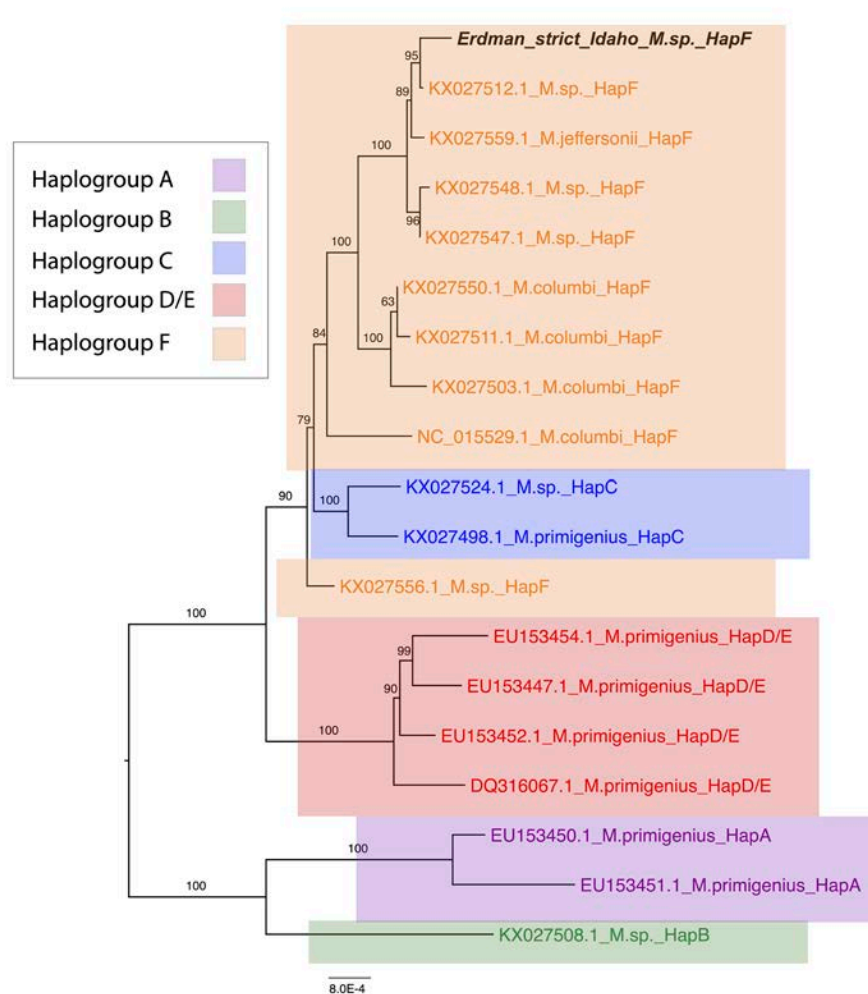 Haplogroup A
Haplogroup B
Haplogroup C
Haplogroup D/E
Haplogroup F
Erdman_strict_Idaho_M.sp._HapF
95
KX027512.1_M.sp._HapF
89
KX027559.1_M.jeffersonii_HapF
100
KX027548.1_M.sp._HapF
96
KX027547.1_M.sp._HapF
100
KX027550.1_M.columbi_HapF
63
KX027511.1_M.columbi_HapF
84
100
KX027503.1_M.columbi_HapF
79
NC_015529.1_M.columbi_HapF
KX027524.1_M.sp._HapC
90
100
KX027498.1_M.primigenius_HapC
KX027556.1_M.sp._HapF
100
EU153454.1_M.primigenius_HapD/E
99
EU153447.1_M.primigenius_HapD/E
90
EU153452.1_M.primigenius_HapD/E
100
DQ316067.1_M.primigenius_HapD/E
EU153450.1_M.primigenius_HapA
100
EU153451.1_M.primigenius_HapA
100
KX027508.1_M.sp._HapB
8.0E-4